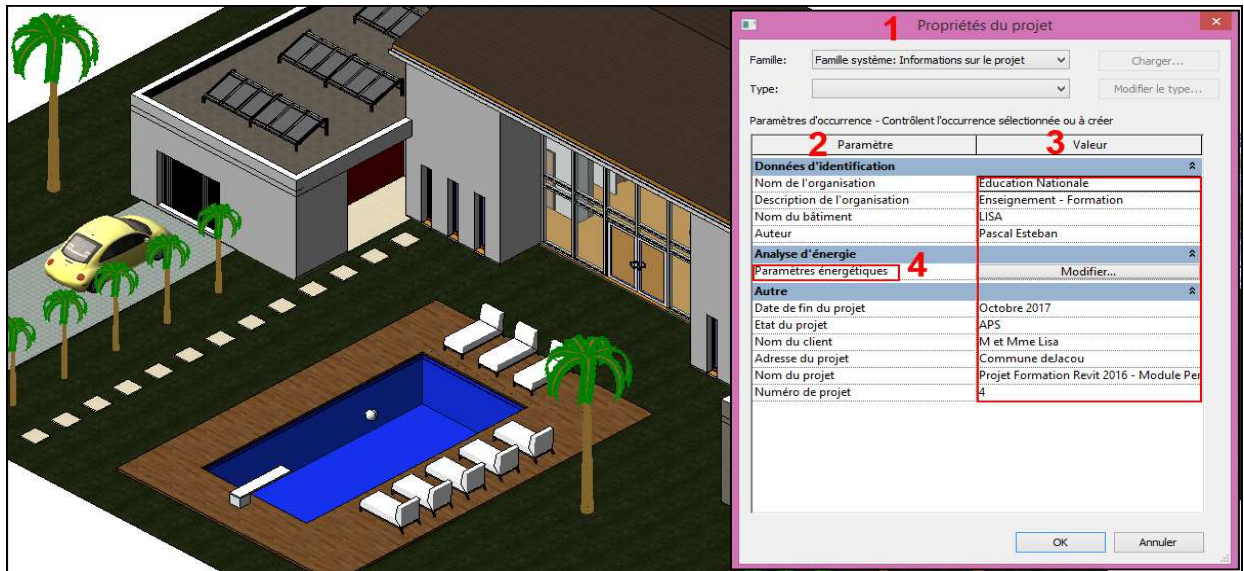 1 Propriétés du projet
Famille: Famille système: Informations sur le projet Charger...
Type: Modifier le type...
Paramètres d'occurrence - Contrôlent l'occurrence sélectionnée ou à créer
2 Paramètre 3 Valeur
Données d'identification
Nom de l'organisation Education Nationale
Description de l'organisation Enseignement - Formation
Nom du bâtiment LISA
Auteur Pascal Esteban
Analyse d'énergie
Paramètres énergétiques 4 Modifier...
Autre
Date de fin du projet Octobre 2017
Etat du projet APS
Nom du client M et Mme Lisa
Adresse du projet Commune deJacou
Nom du projet Projet Formation Revit 2016 - Module Per
Numéro de projet 4
OK Annuler